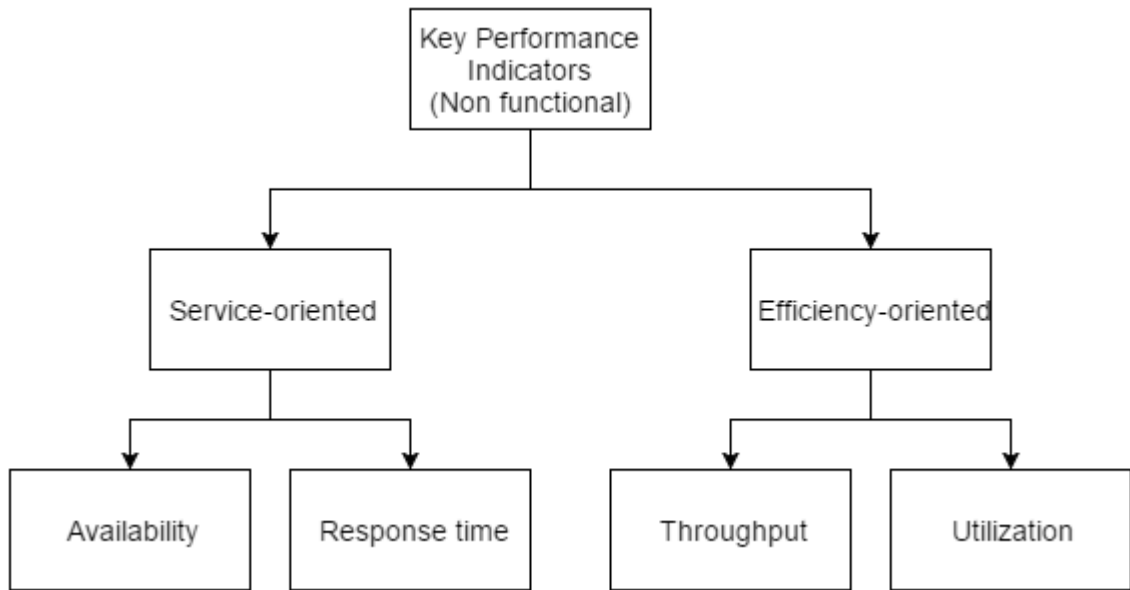 Key Performance
Indicators
(Non functional)
Service-oriented
Efficiency-oriented
Availability
Response time
Throughput
Utilization